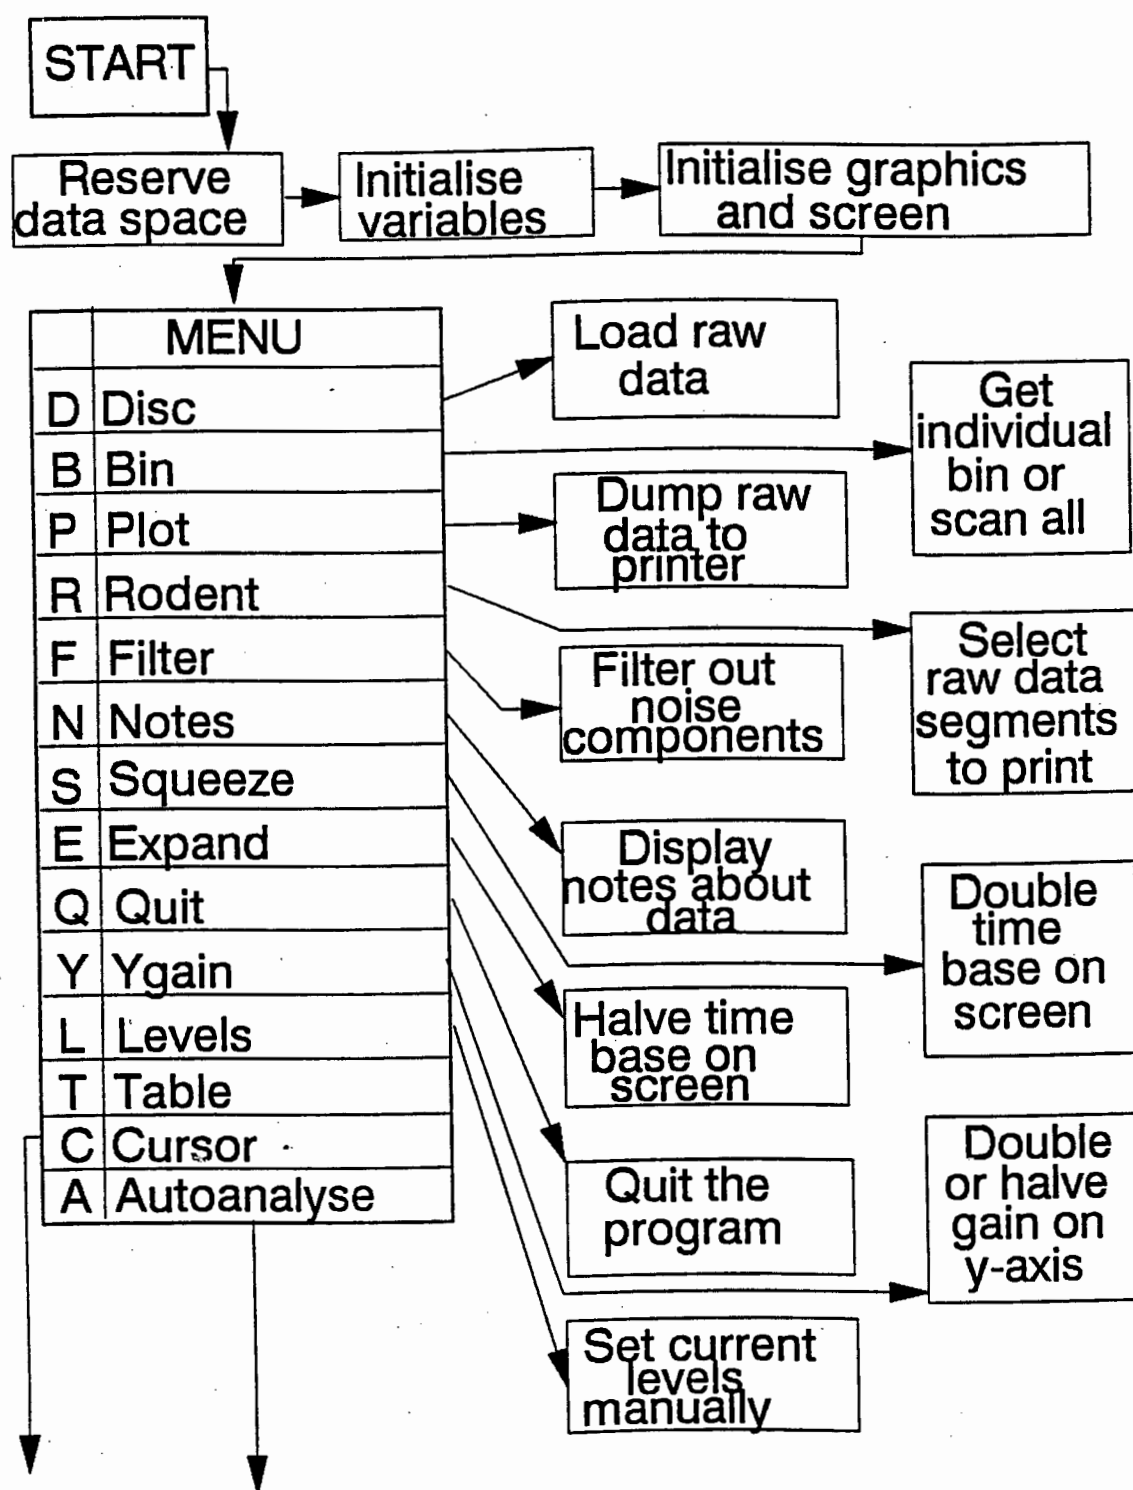 START
Reserve
data space
Initialise
variables
Initialise graphics
and screen
MENU
D Disc
B Bin
P Plot
R Rodent
F Filter
N Notes
S Squeeze
E Expand
Q Quit
Y Ygain
L Levels
T Table
C Cursor
A Autoanalyse
Load raw
data
Get
individual
bin or
scan all
Dump raw
data to
printer
Select
raw data
segments
to print
Filter out
noise
components
Display
notes about
data
Double
time
base on
screen
Halve time
base on
screen
Quit the
program
Double
or halve
gain on
y-axis
Set current
levels
manually